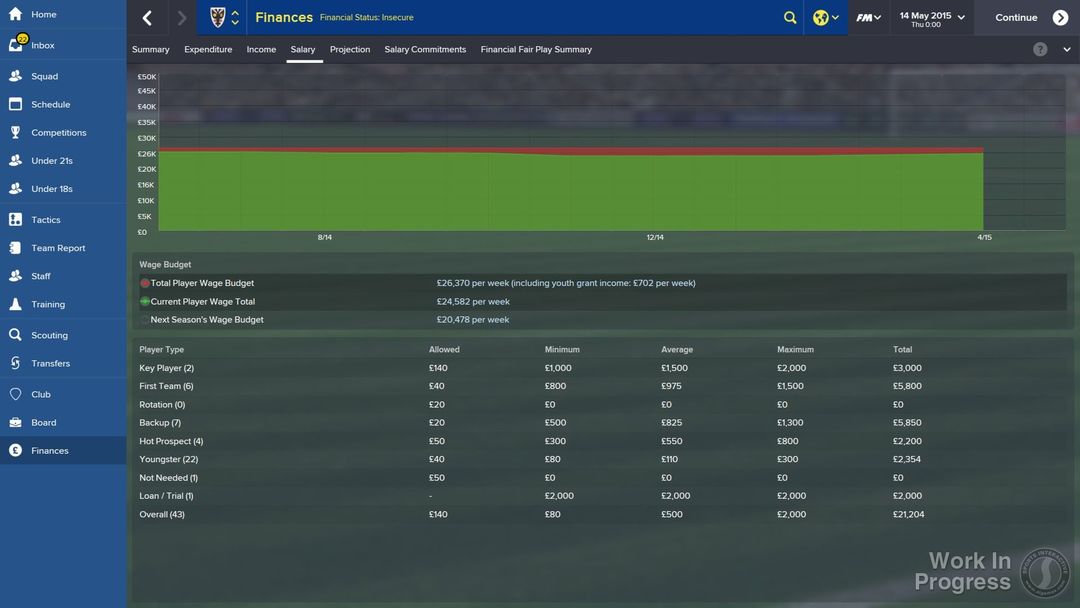 Home
22
Inbox
Squad
Schedule
Competitions
Under 21s
Under 18s
Tactics
Team Report
Staff
Training
Scouting
Transfers
Club
Board
£ Finances
Finances Financial Status: Insecure
FM
14 May 2015
Thu 0:00
Continue
Summary Expenditure Income Salary Projection Salary Commitments Financial Fair Play Summary ?
£50K
£45K
£40K
£35K
£30K
£26K
£20K
£16K
£10K
£5K
£0
8/14 12/14 4/15
Wage Budget
Total Player Wage Budget £26,370 per week (including youth grant income: £702 per week)
Current Player Wage Total £24,582 per week
Next Season's Wage Budget £20,478 per week
Player Type Allowed Minimum Average Maximum Total
Key Player (2) £140 £1,000 £1,500 £2,000 £3,000
First Team (6) £40 £800 £975 £1,500 £5,800
Rotation (0) £20 £0 £0 £0 £0
Backup (7) £20 £500 £825 £1,300 £5,850
Hot Prospect (4) £50 £300 £550 £800 £2,200
Youngster (22) £40 £80 £110 £300 £2,354
Not Needed (1) £50 £0 £0 £0 £0
Loan / Trial (1) - £2,000 £2,000 £2,000 £2,000
Overall (43) £140 £80 £500 £2,000 £21,204
Work In
Progress
SPORTS INTERACTIVE